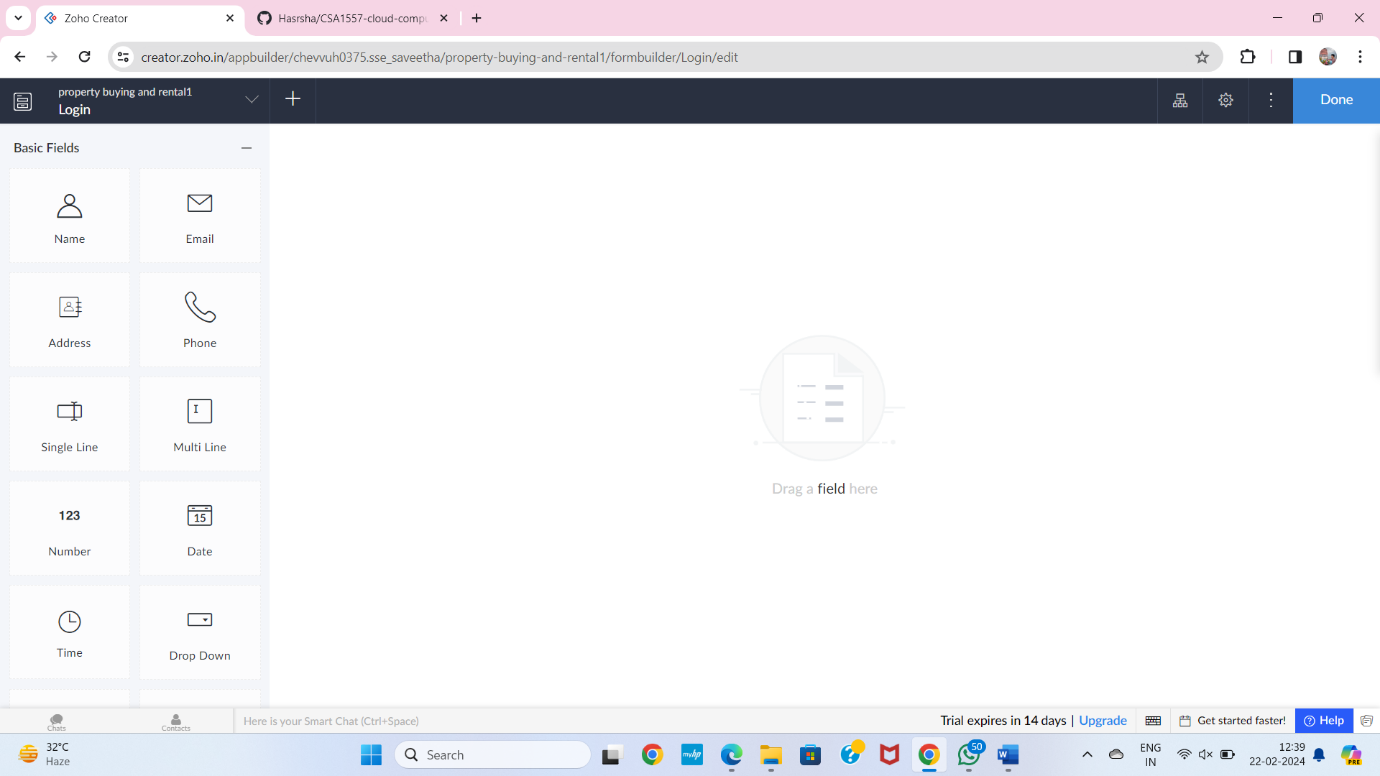 Zoho Creator
Hasrsha/CSA1557-cloud-compu
creator.zoho.in/appbuilder/chevvuh0375.sse_saveetha/property-buying-and-rental1/formbuilder/Login/edit
property buying and rental1
Login
Done
Basic Fields
Name
Email
Address
Phone
Single Line
Multi Line
123
Number
15
Date
Time
Drop Down
Drag a field here
Chats
Contacts
Here is your Smart Chat (Ctrl+Space)
Trial expires in 14 days | Upgrade
Get started faster!
Help
32°C
Haze
Search
myhp
50
W
PRE
ENG
IN
12:39
22-02-2024